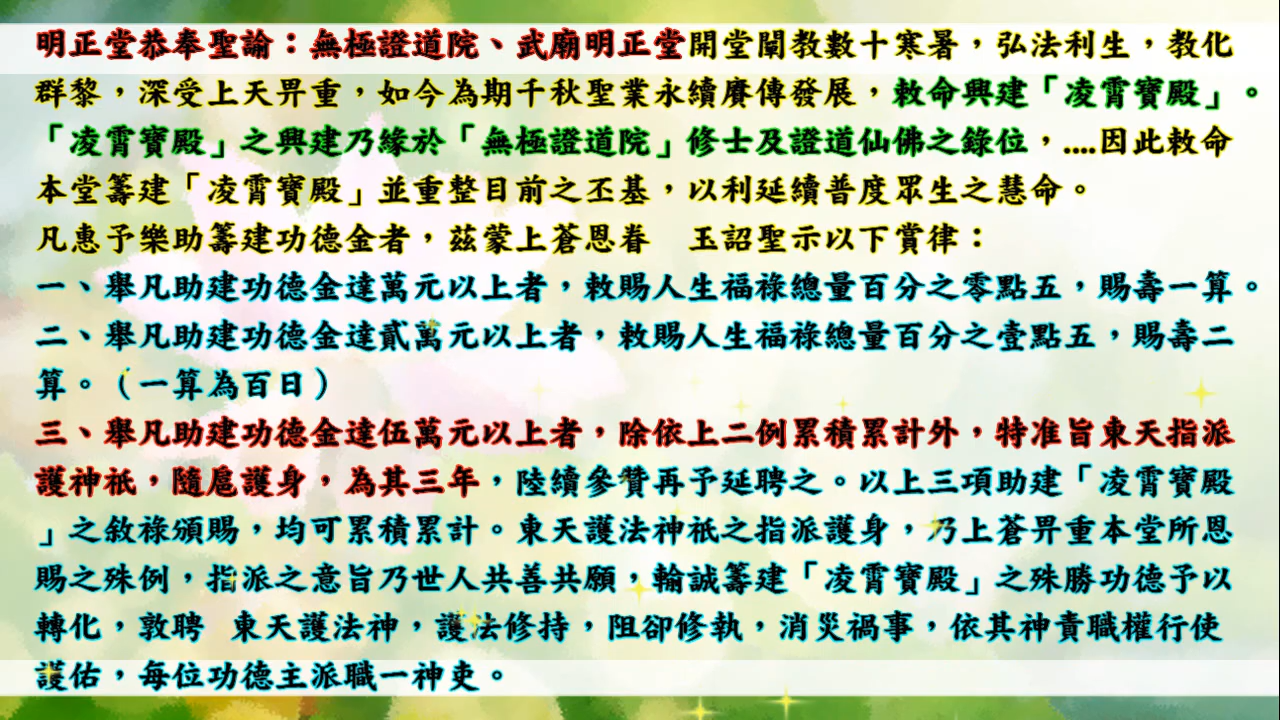 明正堂恭奉聖諭：無極證道院、武廟明正堂開堂闡教數十寒暑，弘法利生，教化
群黎，深受上天畀重，如今為期千秋聖業永續賡傳發展，敕命興建「凌霄寶殿」。
「凌霄寶殿」之興建乃緣於「無極證道院」修士及證道仙佛之錄位，....因此敕命
本堂籌建「凌霄寶殿」並重整目前之丕基，以利延續普度眾生之慧命。
凡惠予樂助籌建功德金者，茲蒙上蒼恩眷　玉詔聖示以下賞律：
一、舉凡助建功德金達萬元以上者，敕賜人生福祿總量百分之零點五，賜壽一算。
二、舉凡助建功德金達貳萬元以上者，敕賜人生福祿總量百分之壹點五，賜壽二
算。（一算為百日）
三、舉凡助建功德金達伍萬元以上者，除依上二例累積累計外，特准旨東天指派
護神祇，隨扈護身，為其三年，陸續參贊再予延聘之。以上三項助建「凌霄寶殿
」之敘祿頒賜，均可累積累計。東天護法神祇之指派護身，乃上蒼畀重本堂所恩
賜之殊例，指派之意旨乃世人共善共願，輸誠籌建「凌霄寶殿」之殊勝功德予以
轉化，敦聘　東天護法神，護法修持，阻卻修執，消災禍事，依其神責職權行使
護佑，每位功德主派職一神吏。